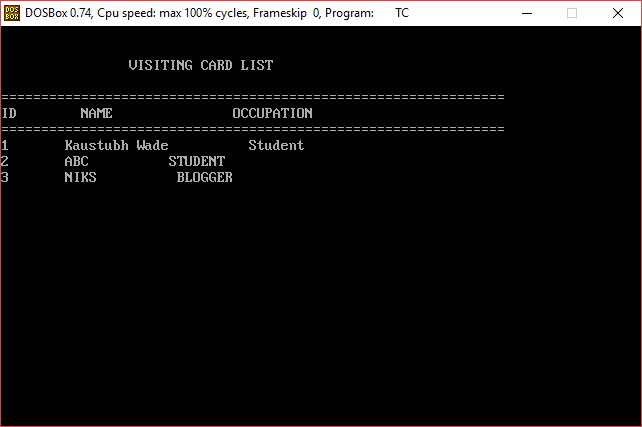 DOSBox 0.74, Cpu speed: max 100% cycles, Frameskip 0, Program: TC
VISITING CARD LIST
===============================================================
ID NAME OCCUPATION
===============================================================
1 Kaustubh Wade Student
2 ABC STUDENT
3 NIKS BLOGGER